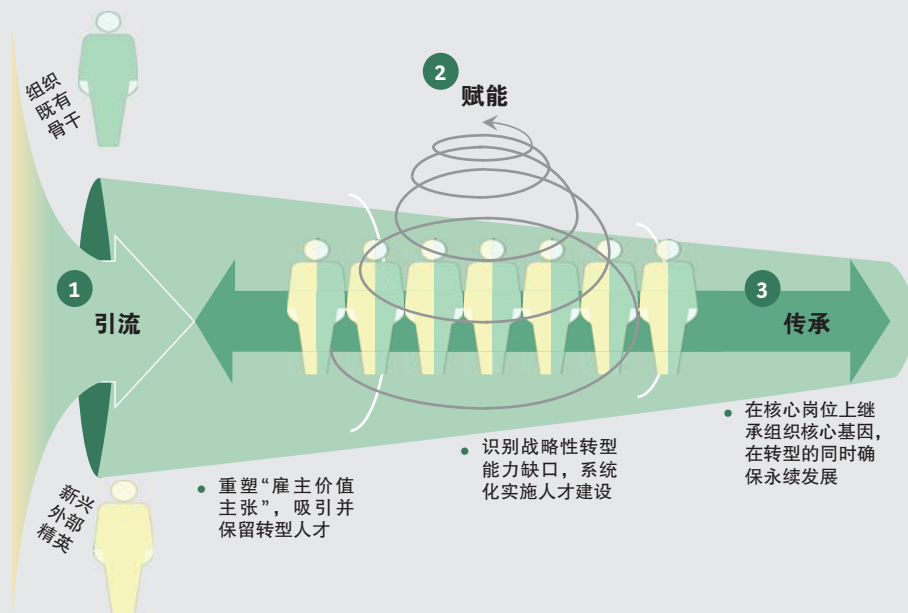 组织
既有
骨干
1
引流
2
赋能
3
传承
新兴
外部
精英
• 重塑“雇主价值
主张”，吸引并
保留转型人才
• 识别战略性转型
能力缺口，系统
化实施人才建设
• 在核心岗位上继
承组织核心基因，
在转型的同时确
保永续发展